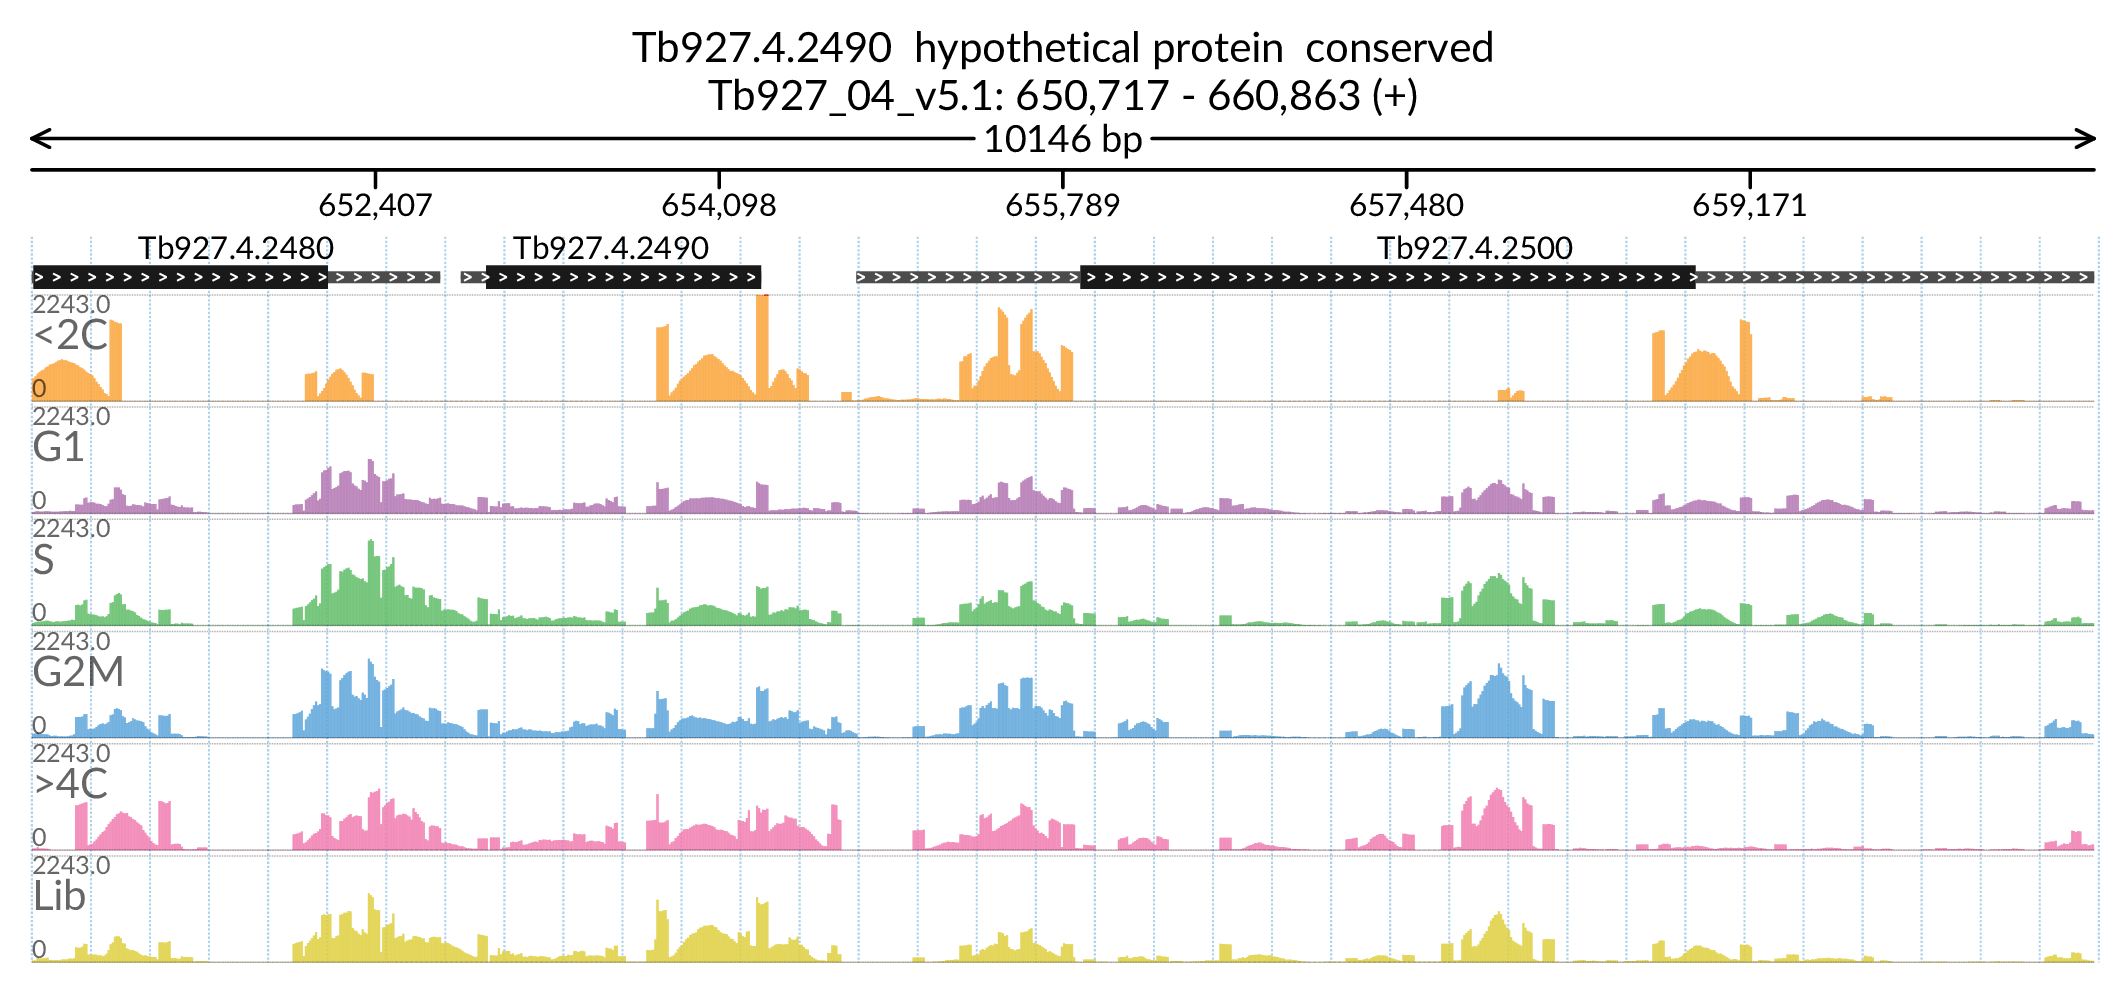 Tb927.4.2490 hypothetical protein conserved
Tb927_04_v5.1: 650,717 - 660,863 (+)
10146 bp
652,407 654,098 655,789 657,480 659,171
Tb927.4.2480 Tb927.4.2490 Tb927.4.2500
2243.0
<2C
0
2243.0
G1
0
2243.0
S
0
2243.0
G2M
0
2243.0
>4C
0
2243.0
Lib
0